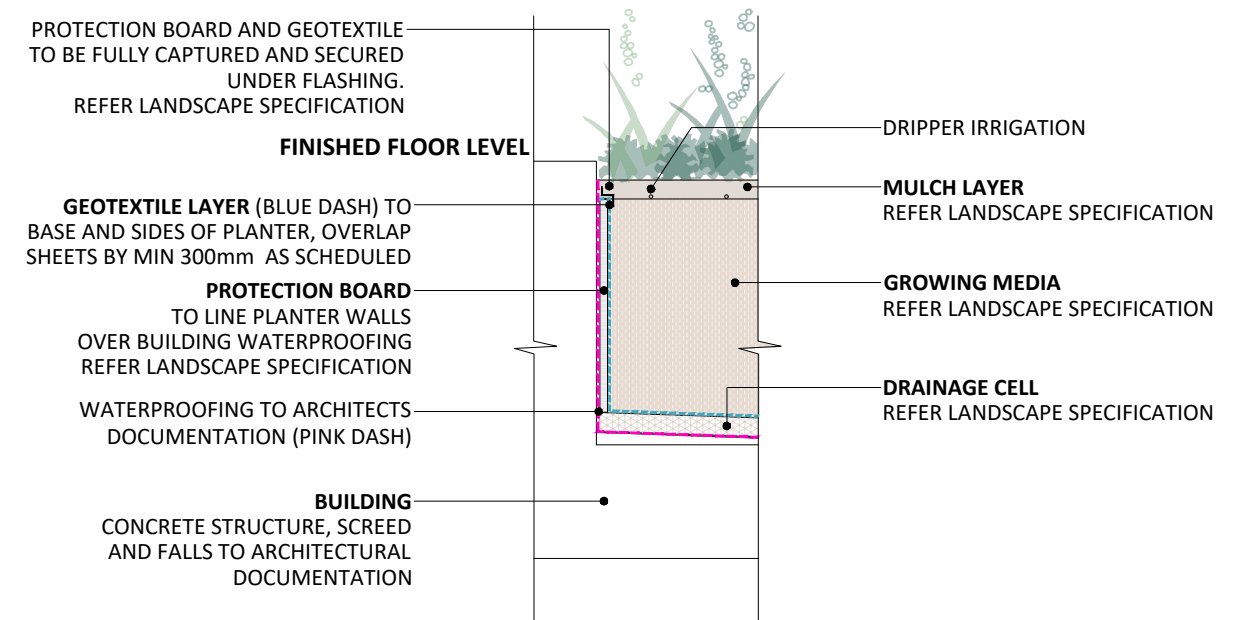 PROTECTION BOARD AND GEOTEXTILE
TO BE FULLY CAPTURED AND SECURED
UNDER FLASHING.
REFER LANDSCAPE SPECIFICATION
FINISHED FLOOR LEVEL
GEOTEXTILE LAYER (BLUE DASH) TO
BASE AND SIDES OF PLANTER, OVERLAP
SHEETS BY MIN 300mm AS SCHEDULED
PROTECTION BOARD
TO LINE PLANTER WALLS
OVER BUILDING WATERPROOFING
REFER LANDSCAPE SPECIFICATION
WATERPROOFING TO ARCHITECTS
DOCUMENTATION (PINK DASH)
BUILDING
CONCRETE STRUCTURE, SCREED
AND FALLS TO ARCHITECTURAL
DOCUMENTATION
DRIPPER IRRIGATION
MULCH LAYER
REFER LANDSCAPE SPECIFICATION
GROWING MEDIA
REFER LANDSCAPE SPECIFICATION
DRAINAGE CELL
REFER LANDSCAPE SPECIFICATION